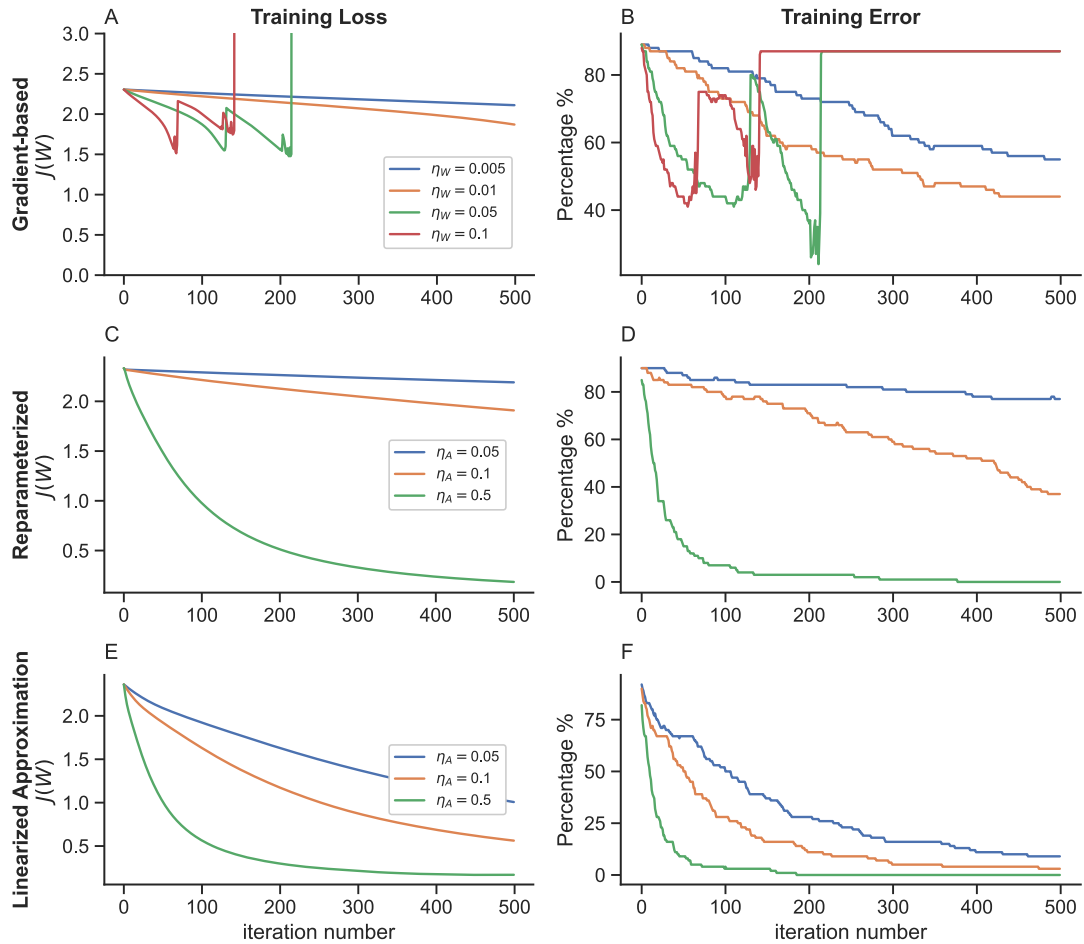 A
Training Loss
B
Training Error
Gradient-based
J(W)
3.0
2.5
2.0
1.5
1.0
0.5
0.0
η_W = 0.005
η_W = 0.01
η_W = 0.05
η_W = 0.1
0 100 200 300 400 500
Percentage %
80
60
40
0 100 200 300 400 500
C
D
Reparameterized
J(W)
2.0
1.5
1.0
0.5
η_A = 0.05
η_A = 0.1
η_A = 0.5
0 100 200 300 400 500
Percentage %
80
60
40
20
0
0 100 200 300 400 500
E
F
Linearized Approximation
J(W)
2.0
1.5
1.0
0.5
η_A = 0.05
η_A = 0.1
η_A = 0.5
0 100 200 300 400 500
iteration number
Percentage %
75
50
25
0
0 100 200 300 400 500
iteration number